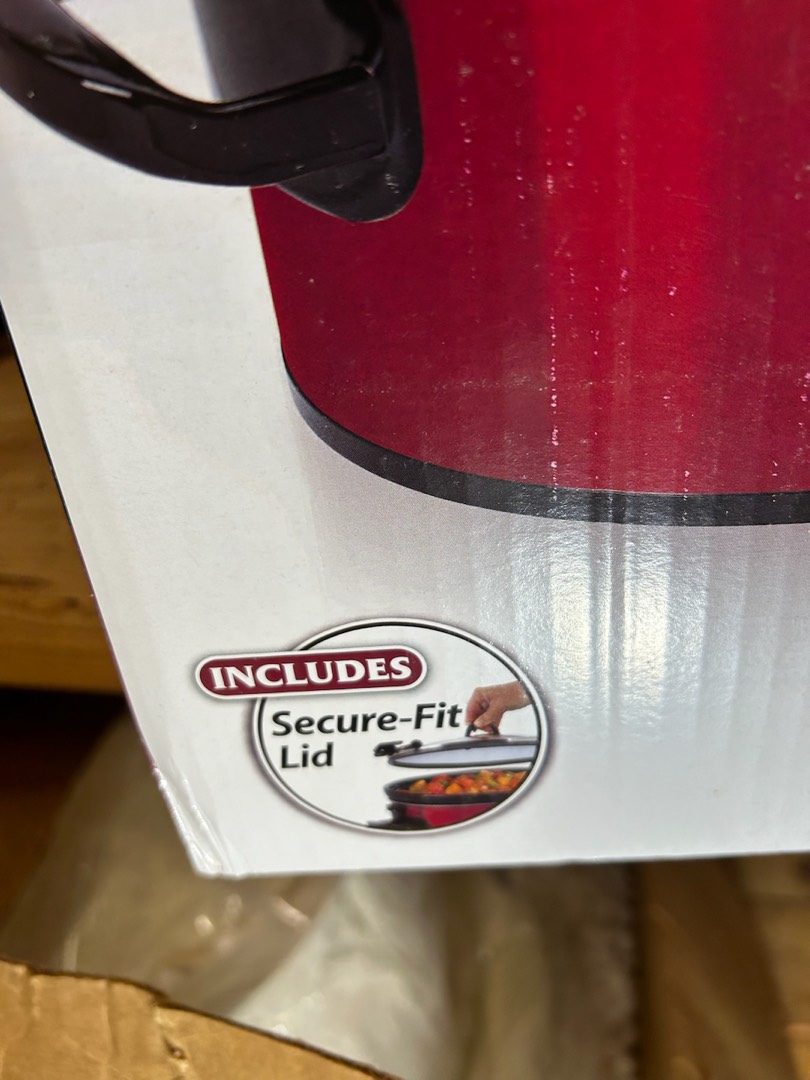 INCLUDES
Secure-Fit
Lid